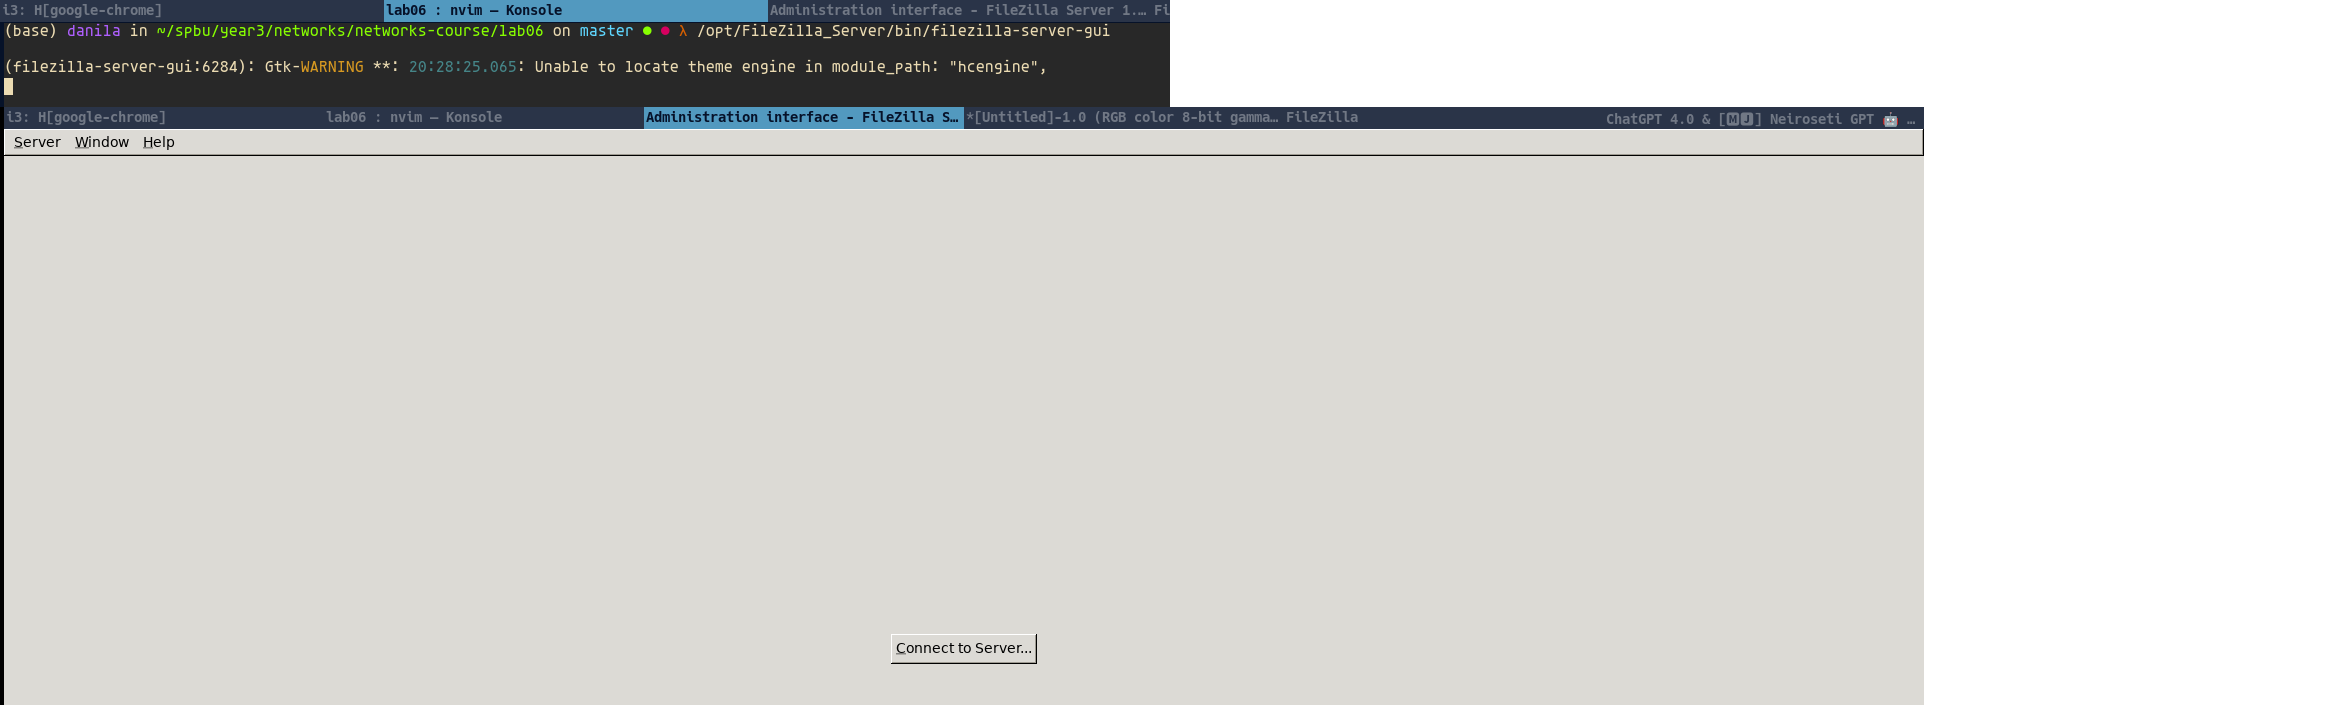 i3: H[google-chrome] lab06 : nvim — Konsole Administration interface - FileZilla Server 1.… Fi
(base) danila in ~/spbu/year3/networks/networks-course/lab06 on master ● ● λ /opt/FileZilla_Server/bin/filezilla-server-gui
(filezilla-server-gui:6284): Gtk-WARNING **: 20:28:25.065: Unable to locate theme engine in module_path: "hcengine",
i3: H[google-chrome] lab06 : nvim — Konsole Administration interface - FileZilla S… *[Untitled]-1.0 (RGB color 8-bit gamma… FileZilla ChatGPT 4.0 & [🅼🅹] Neiroseti GPT 🤖 …
Server Window Help
Connect to Server...